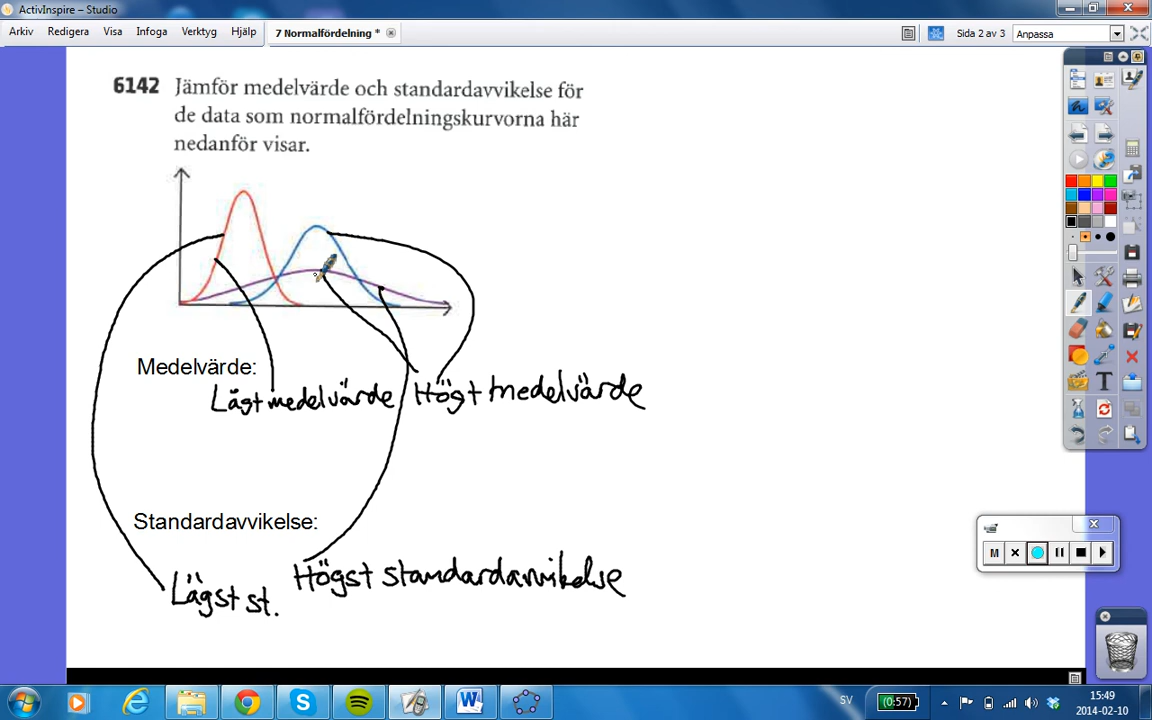 ActivInspire – Studio
Arkiv Redigera Visa Infoga Verktyg Hjälp 7 Normalfördelning * Sida 2 av 3 Anpassa
6142 Jämför medelvärde och standardavvikelse för
de data som normalfördelningskurvorna här
nedanför visar.
Medelvärde:
Lägt medelvärde Högt medelvärde
Standardavvikelse:
Högst standardavvikelse
Lägst st.
M
SV (0:57) 15:49
2014-02-10